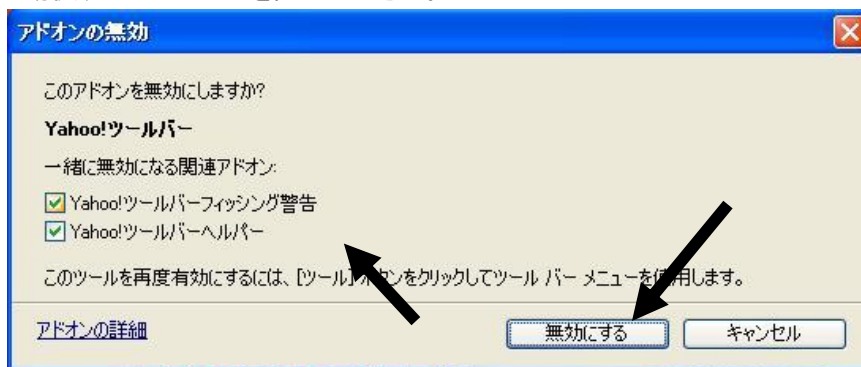 アドオンの無効
このアドオンを無効にしますか?
Yahoo!ツールバー
一緒に無効になる関連アドオン:
Yahoo!ツールバーフィッシング警告
Yahoo!ツールバーヘルパー
このツールを再度有効にするには、[ツール] ボタンをクリックしてツール バー メニューを使用します。
アドオンの詳細
無効にする
キャンセル